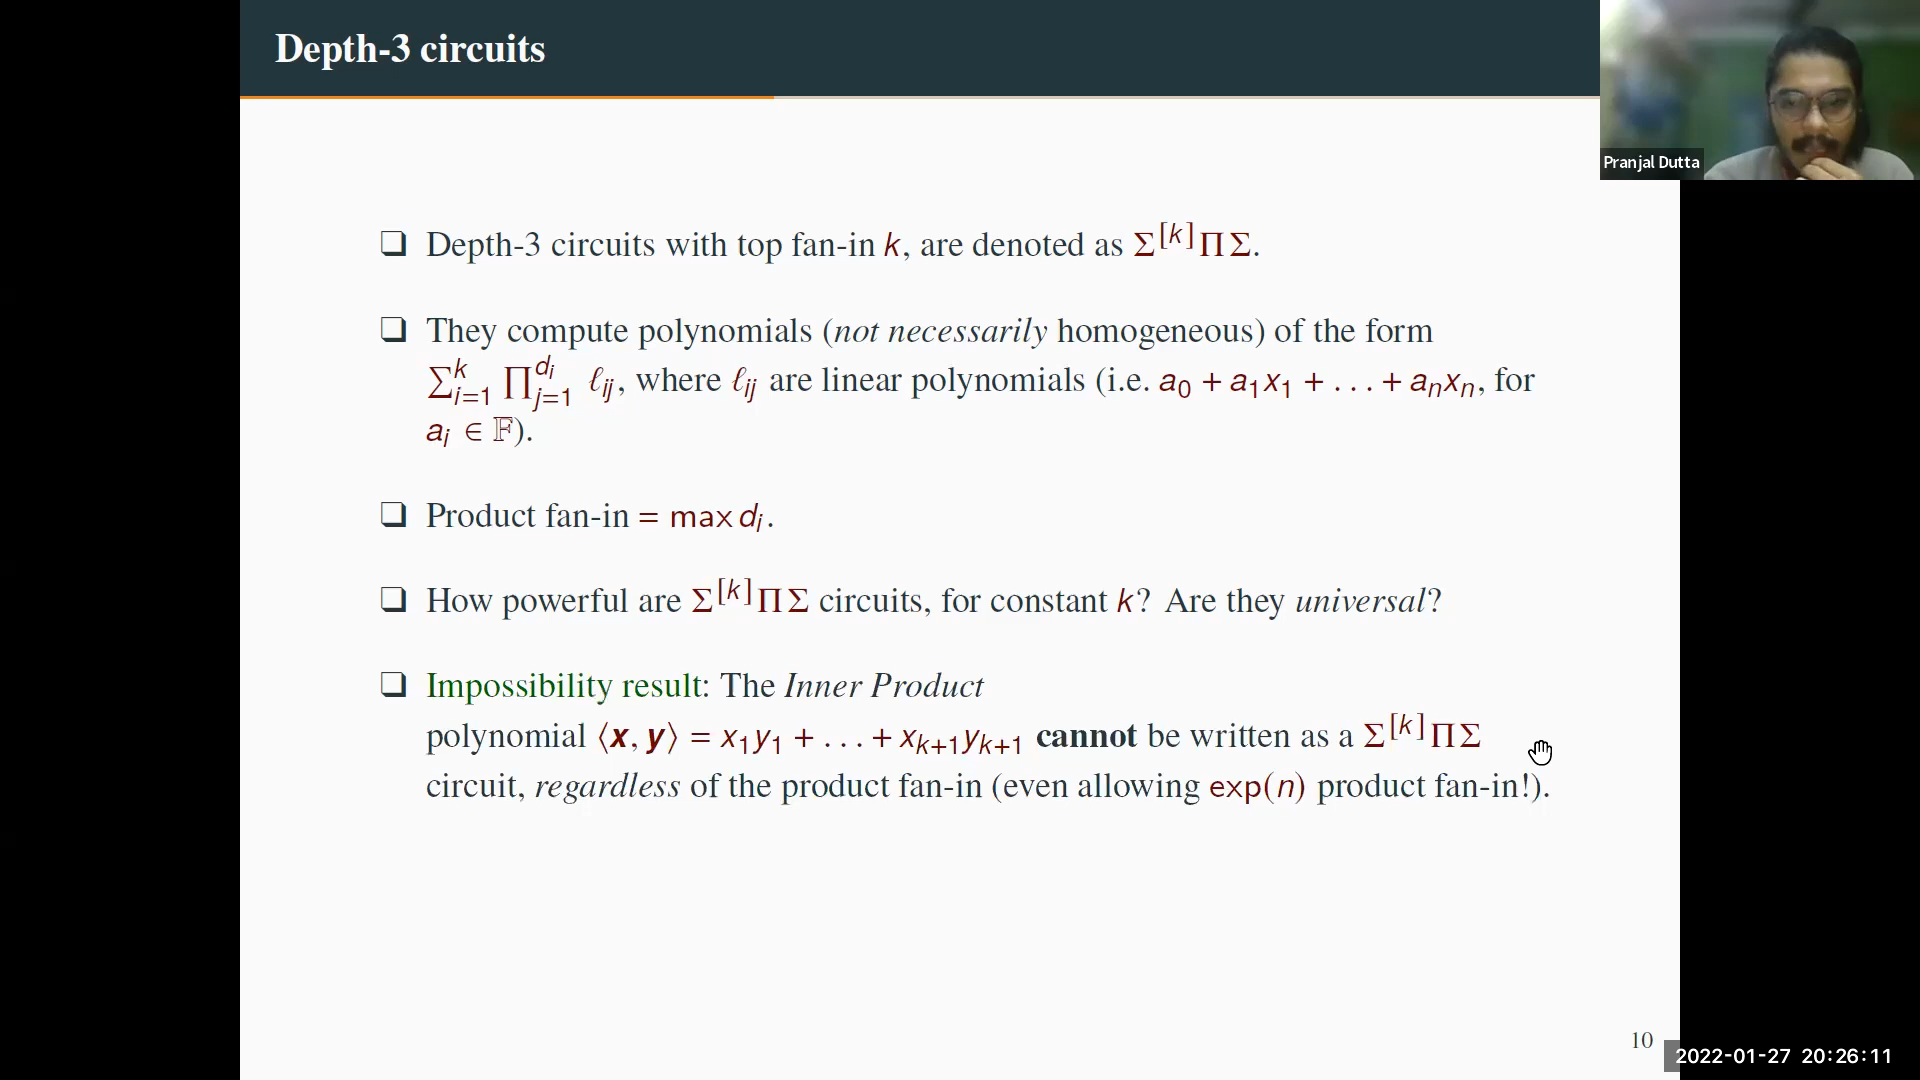 Depth-3 circuits
Pranjal Dutta
❑ Depth-3 circuits with top fan-in k, are denoted as Σ^[k]ΠΣ.
❑ They compute polynomials (not necessarily homogeneous) of the form
∑_{i=1}^{k} ∏_{j=1}^{d_i} ℓ_{ij}, where ℓ_{ij} are linear polynomials (i.e. a_0 + a_1x_1 + . . . + a_nx_n, for
a_i ∈ 𝔽).
❑ Product fan-in = max d_i.
❑ How powerful are Σ^[k]ΠΣ circuits, for constant k? Are they universal?
❑ Impossibility result: The Inner Product
polynomial ⟨x, y⟩ = x_1y_1 + . . . + x_{k+1}y_{k+1} cannot be written as a Σ^[k]ΠΣ
circuit, regardless of the product fan-in (even allowing exp(n) product fan-in!).
10
2022-01-27 20:26:11